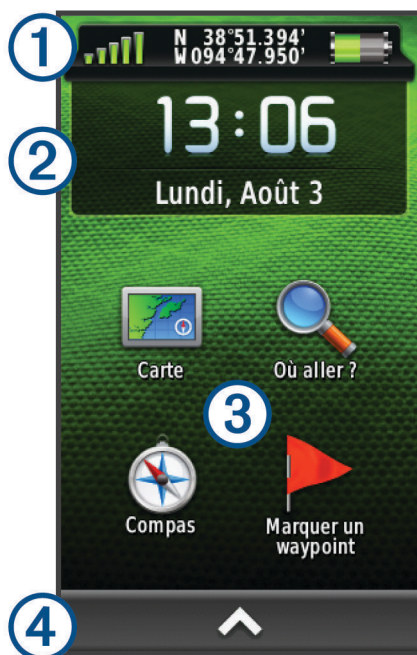 1
N 38°51.394'
W 094°47.950'
2
13:06
Lundi, Août 3
Carte
Où aller ?
3
Compas
Marquer un
waypoint
4